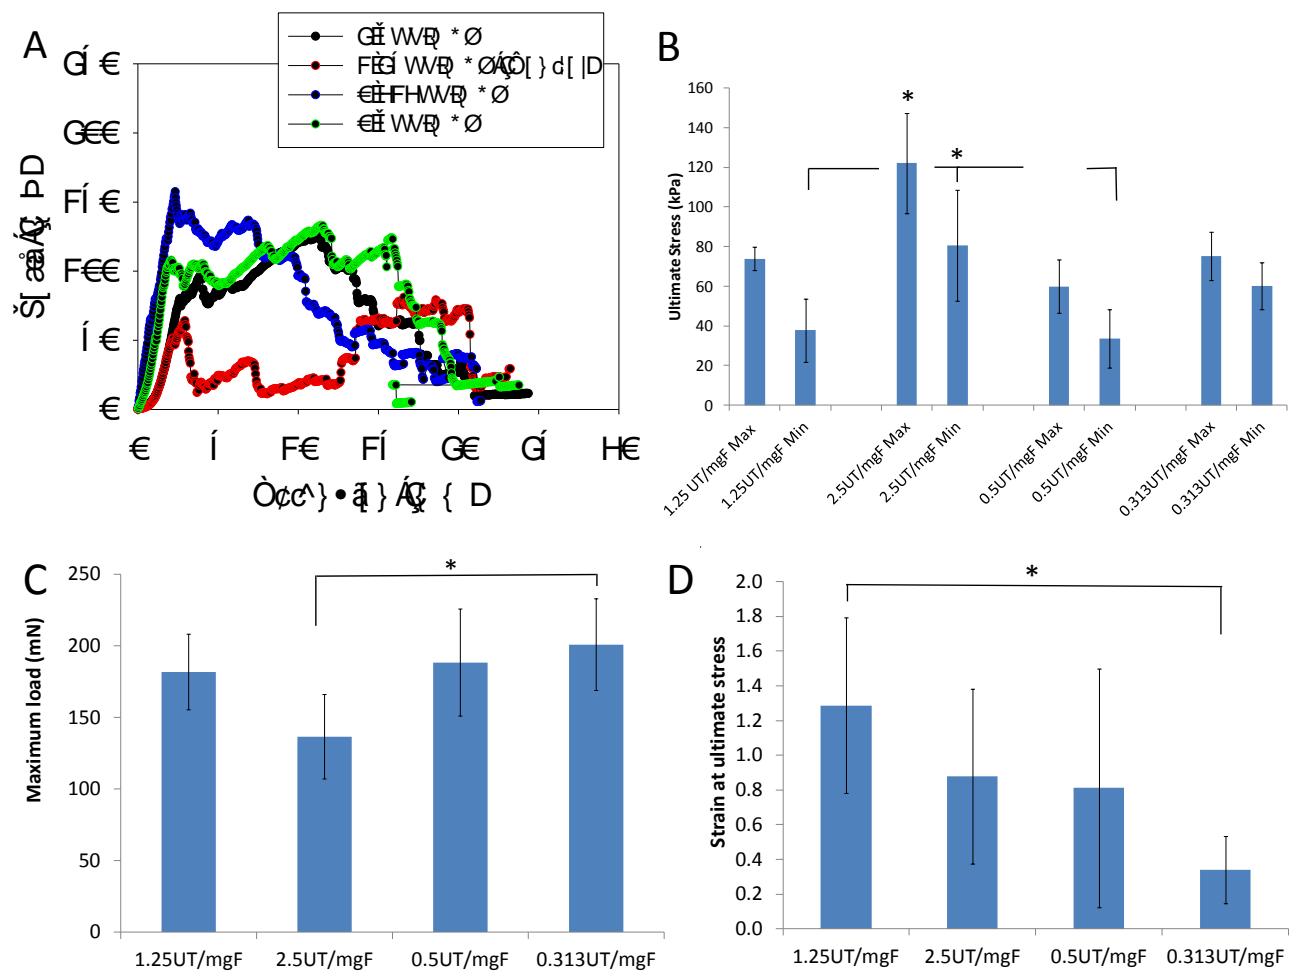 A
GÍ €
G€€
FÍ €
F€€
Í €
€
€
Í
F€
FÍ
G€
GÍ
H€
B
Ultimate Stress (kPa)
160
140
120
100
80
60
40
20
0
*
*
1.25 UT/mgF Max
1.25UT/mgF Min
2.5UT/mgF Max
2.5UT/mgF Min
0.5UT/mgF Max
0.5UT/mgF Min
0.313UT/mgF Max
0.313UT/mgF Min
C
Maximum load (mN)
250
200
150
100
50
0
*
1.25UT/mgF
2.5UT/mgF
0.5UT/mgF
0.313UT/mgF
D
Strain at ultimate stress
2.0
1.8
1.6
1.4
1.2
1.0
0.8
0.6
0.4
0.2
0.0
*
1.25UT/mgF
2.5UT/mgF
0.5UT/mgF
0.313UT/mgF